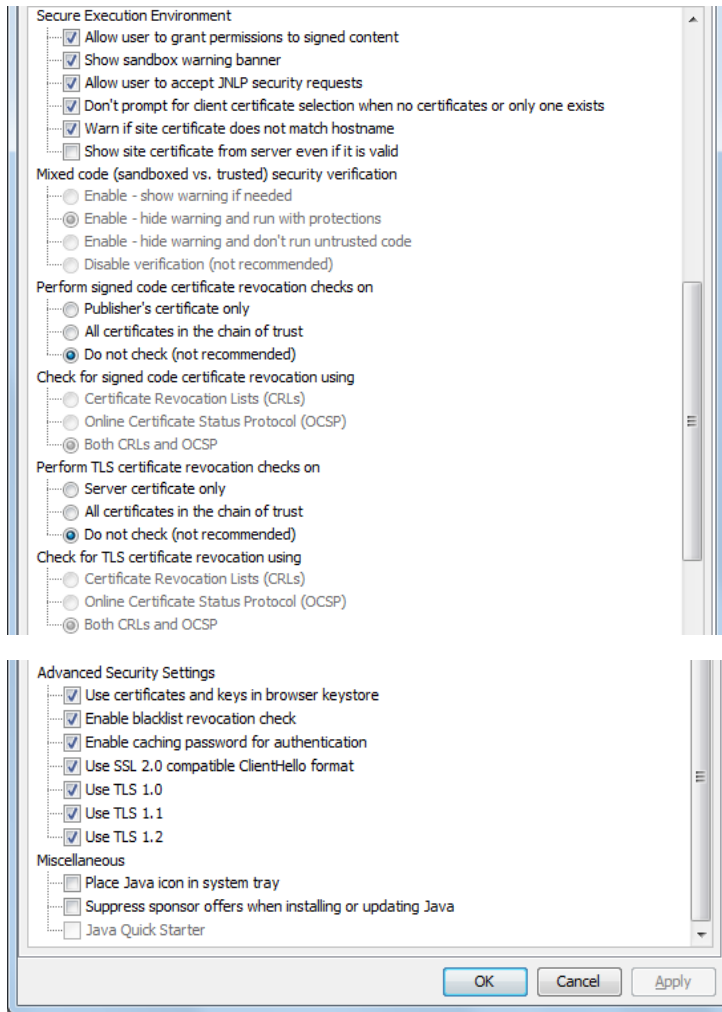 Secure Execution Environment
Allow user to grant permissions to signed content
Show sandbox warning banner
Allow user to accept JNLP security requests
Don't prompt for client certificate selection when no certificates or only one exists
Warn if site certificate does not match hostname
Show site certificate from server even if it is valid
Mixed code (sandboxed vs. trusted) security verification
Enable - show warning if needed
Enable - hide warning and run with protections
Enable - hide warning and don't run untrusted code
Disable verification (not recommended)
Perform signed code certificate revocation checks on
Publisher's certificate only
All certificates in the chain of trust
Do not check (not recommended)
Check for signed code certificate revocation using
Certificate Revocation Lists (CRLs)
Online Certificate Status Protocol (OCSP)
Both CRLs and OCSP
Perform TLS certificate revocation checks on
Server certificate only
All certificates in the chain of trust
Do not check (not recommended)
Check for TLS certificate revocation using
Certificate Revocation Lists (CRLs)
Online Certificate Status Protocol (OCSP)
Both CRLs and OCSP
Advanced Security Settings
Use certificates and keys in browser keystore
Enable blacklist revocation check
Enable caching password for authentication
Use SSL 2.0 compatible ClientHello format
Use TLS 1.0
Use TLS 1.1
Use TLS 1.2
Miscellaneous
Place Java icon in system tray
Suppress sponsor offers when installing or updating Java
Java Quick Starter
OK Cancel Apply